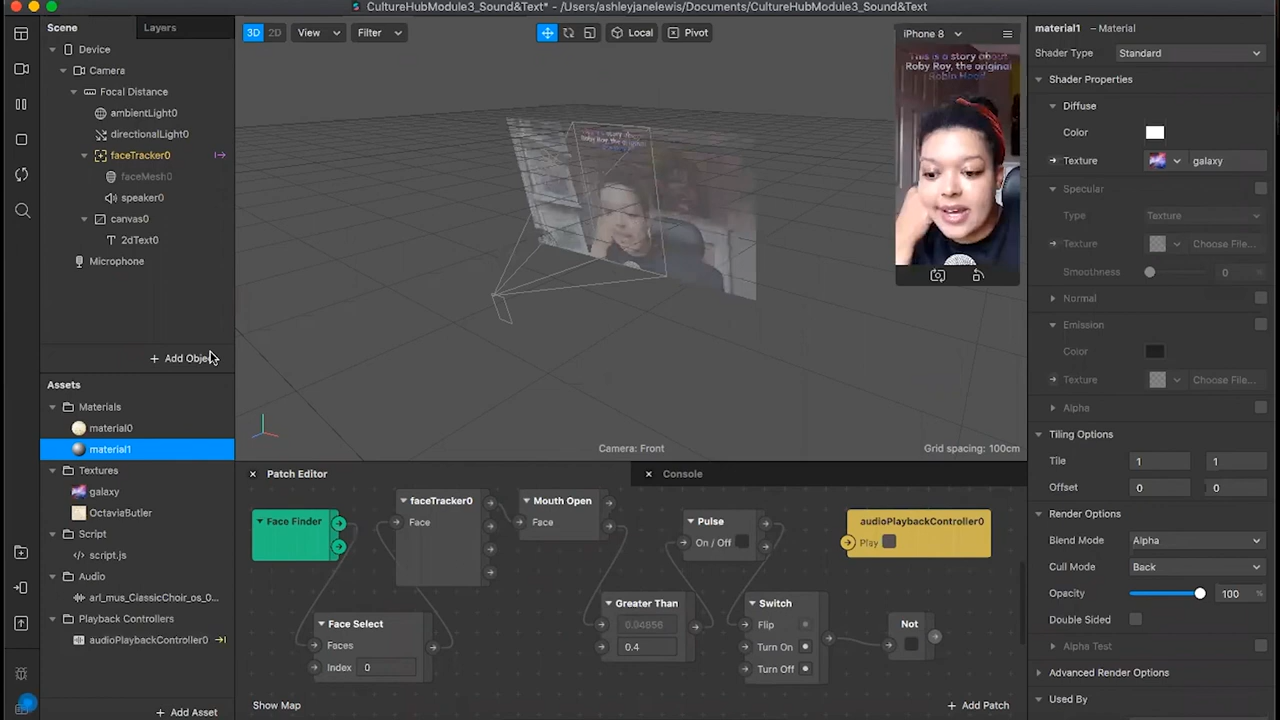 CultureHubModule3_Sound&Text* - /Users/ashleyjanelewis/Documents/CultureHubModule3_Sound&Text
Scene
Layers
Device
Camera
Focal Distance
ambientLight0
directionalLight0
faceTracker0
faceMesh0
speaker0
canvas0
2dText0
Microphone
+ Add Object
Assets
Materials
material0
material1
Textures
galaxy
OctaviaButler
Script
script.js
Audio
arl_mus_ClassicChoir_os_0...
Playback Controllers
audioPlaybackController0
+ Add Asset
3D
2D
View
Filter
Local
Pivot
Roby Roy, the original
Camera: Front
Grid spacing: 100cm
iPhone 8
This is a story about
Roby Roy, the original
Robin Hood
Patch Editor
Console
Face Finder
faceTracker0
Face
Mouth Open
Face
Pulse
On / Off
audioPlaybackController0
Play
Face Select
Faces
Index
0
Greater Than
0.04856
0.4
Switch
Flip
Turn On
Turn Off
Not
Show Map
+ Add Patch
material1 – Material
Shader Type
Standard
Shader Properties
Diffuse
Color
Texture
galaxy
Specular
Type
Texture
Texture
Choose File...
Smoothness
0
Normal
Emission
Color
Texture
Choose File...
Alpha
Tiling Options
Tile
1
1
Offset
0
0
Render Options
Blend Mode
Alpha
Cull Mode
Back
Opacity
100
%
Double Sided
Alpha Test
Advanced Render Options
Used By